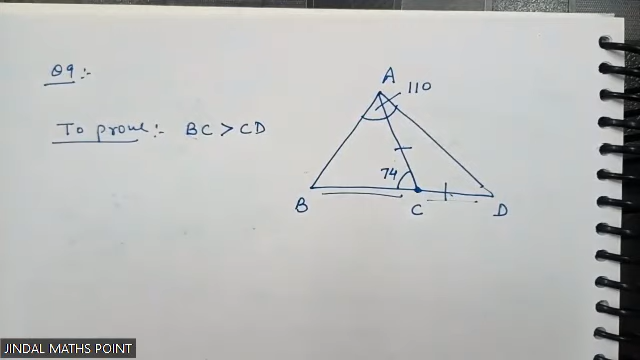 Q9:-
To prove:- BC > CD
A
110
74
B
C
D
JINDAL MATHS POINT